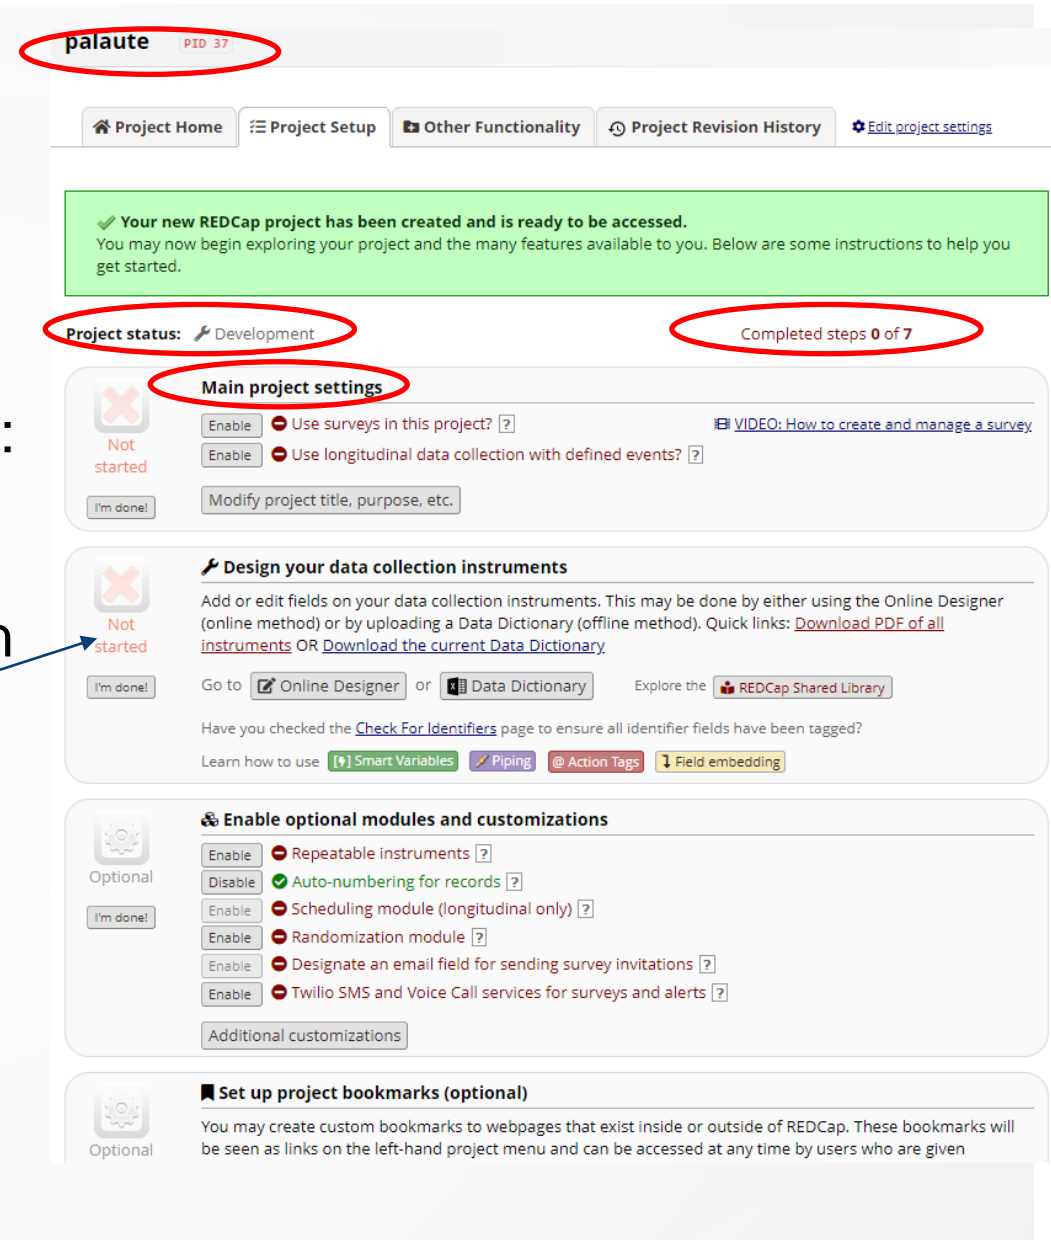 palaute PID 37
Project Home Project Setup Other Functionality Project Revision History Edit project settings
Your new REDCap project has been created and is ready to be accessed.
You may now begin exploring your project and the many features available to you. Below are some instructions to help you
get started.
Project status: Development Completed steps 0 of 7
Main project settings
Enable Use surveys in this project? ? VIDEO: How to create and manage a survey
:
Not
started
Enable Use longitudinal data collection with defined events? ?
I'm done!
Modify project title, purpose, etc.
Design your data collection instruments
Add or edit fields on your data collection instruments. This may be done by either using the Online Designer
(online method) or by uploading a Data Dictionary (offline method). Quick links: Download PDF of all
instruments OR Download the current Data Dictionary
Not
started
I'm done!
Go to Online Designer or Data Dictionary Explore the REDCap Shared Library
Have you checked the Check For Identifiers page to ensure all identifier fields have been tagged?
Learn how to use [⚡] Smart Variables Piping @ Action Tags Field embedding
Enable optional modules and customizations
Optional
I'm done!
Enable Repeatable instruments ?
Disable Auto-numbering for records ?
Enable Scheduling module (longitudinal only) ?
Enable Randomization module ?
Enable Designate an email field for sending survey invitations ?
Enable Twilio SMS and Voice Call services for surveys and alerts ?
Additional customizations
Set up project bookmarks (optional)
Optional
You may create custom bookmarks to webpages that exist inside or outside of REDCap. These bookmarks will
be seen as links on the left-hand project menu and can be accessed at any time by users who are given